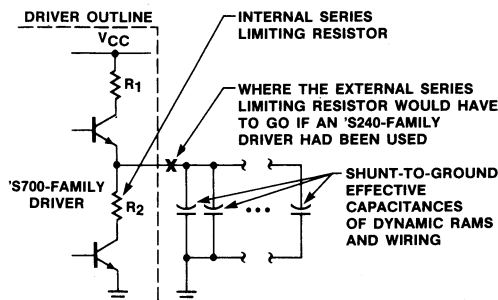 DRIVER OUTLINE
VCC
R1
'S700-FAMILY
DRIVER
R2
INTERNAL SERIES
LIMITING RESISTOR
WHERE THE EXTERNAL SERIES
LIMITING RESISTOR WOULD HAVE
TO GO IF AN 'S240-FAMILY
DRIVER HAD BEEN USED
SHUNT-TO-GROUND
EFFECTIVE
CAPACITANCES
OF DYNAMIC RAMS
AND WIRING